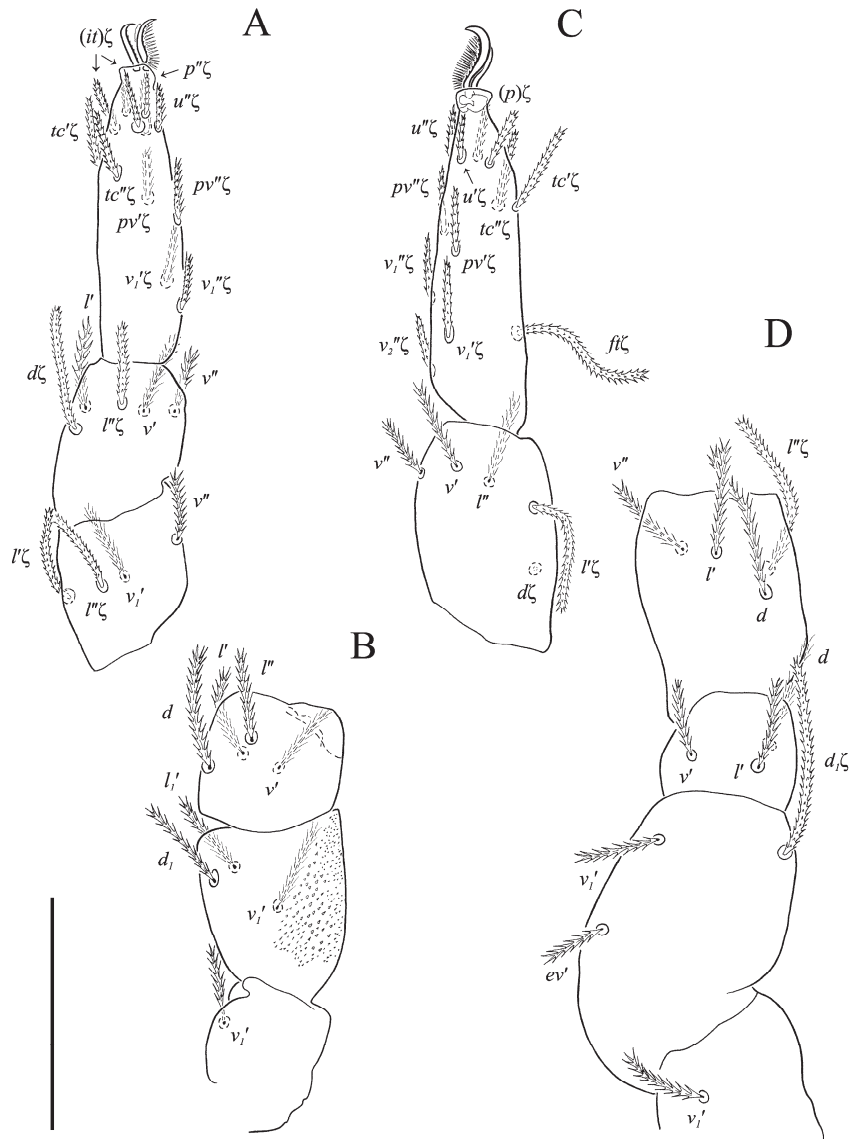 A
(it)ζ
p″ζ
u″ζ
tc′ζ
tc″ζ
pv″ζ
pv′ζ
v₁′ζ
v₁″ζ
l′
dζ
l″ζ
v′
v″
v″
l′ζ
l″ζ
v₁′
C
(p)ζ
u″ζ
tc′ζ
u′ζ
pv″ζ
tc″ζ
v₁″ζ
pv′ζ
v₂″ζ
v₁′ζ
ftζ
v″
v′
l″
l′ζ
dζ
B
l′
l″
d
v′
l₁′
d₁
v₁′
v₁′
D
l″ζ
v″
l′
d
d
v′
l′
d₁ζ
v₁′
ev′
v₁′